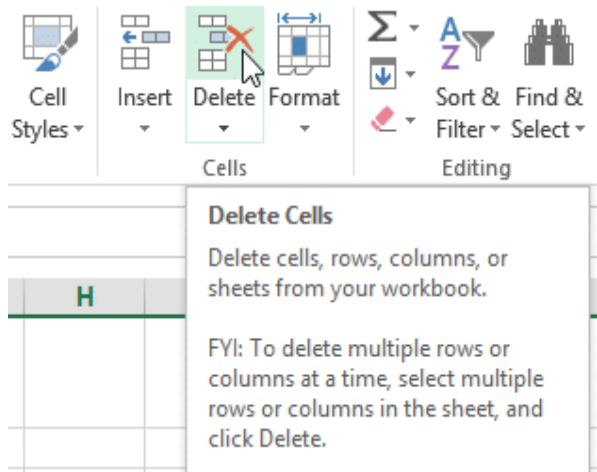 Cell Styles
Insert
Delete
Format
Σ
A Z
Sort & Filter
Find & Select
Cells
Editing
Delete Cells
Delete cells, rows, columns, or
sheets from your workbook.
FYI: To delete multiple rows or
columns at a time, select multiple
rows or columns in the sheet, and
click Delete.
H